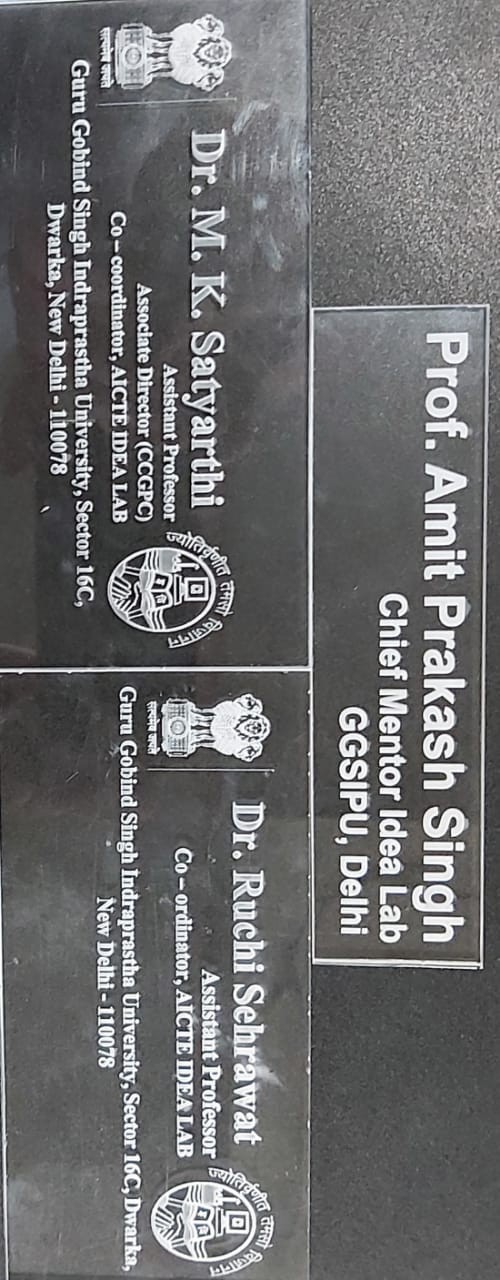 Prof. Amit Prakash Singh
Chief Mentor Idea Lab
GGSIPU, Delhi
सत्यमेव जयते
Dr. M. K. Satyarthi
Assistant Professor
Associate Director (CCGPC)
Co – coordinator, AICTE IDEA LAB
Guru Gobind Singh Indraprastha University, Sector 16C,
Dwarka, New Delhi - 110078
ज्योतिर्वृणीत तमसो विजानन
सत्यमेव जयते
Dr. Ruchi Sehrawat
Assistant Professor
Co – ordinator, AICTE IDEA LAB
Guru Gobind Singh Indraprastha University, Sector 16C, Dwarka,
New Delhi - 110078
ज्योतिर्वृणीत तमसो विजानन